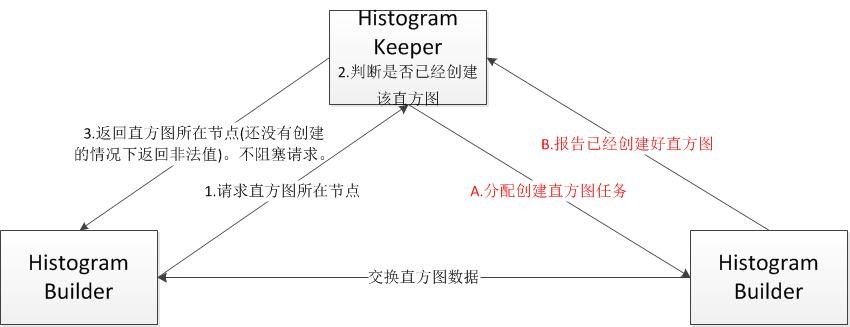 Histogram
Keeper
2.判断是否已经创建
该直方图
3.返回直方图所在节点(还没有创建
的情况下返回非法值)。不阻塞请求。
B.报告已经创建好直方图
1.请求直方图所在节点
A.分配创建直方图任务
Histogram
Builder
交换直方图数据
Histogram
Builder